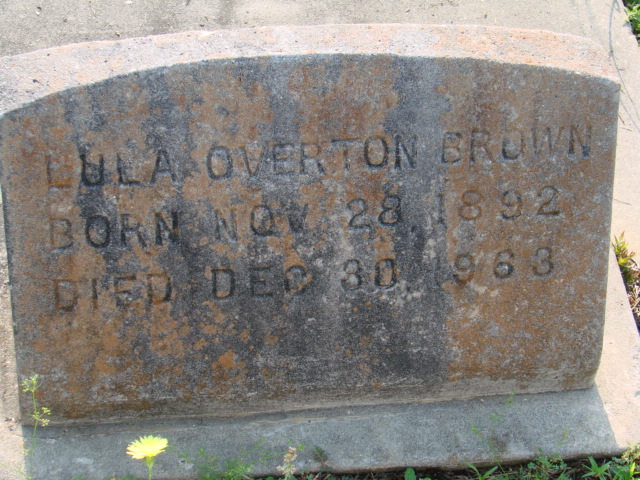 LULA OVERTON BROWN
BORN NOV 28, 1892
DIED DEC 30, 1963